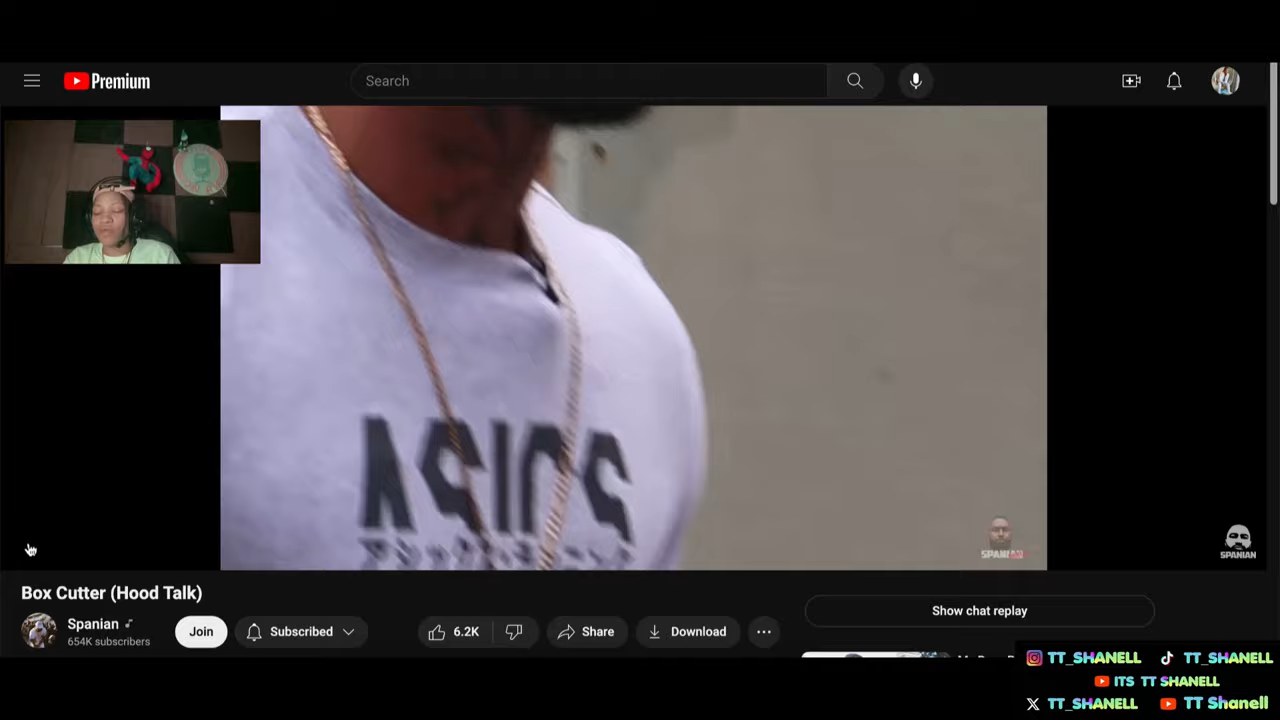 Premium
Search
ASICS
SPANIAN
SPANIAN
Box Cutter (Hood Talk)
Spanian
654K subscribers
Join
Subscribed
6.2K
Share
Download
Show chat replay
TT_SHANELL
TT_SHANELL
ITS TT SHANELL
TT_SHANELL
TT Shanell